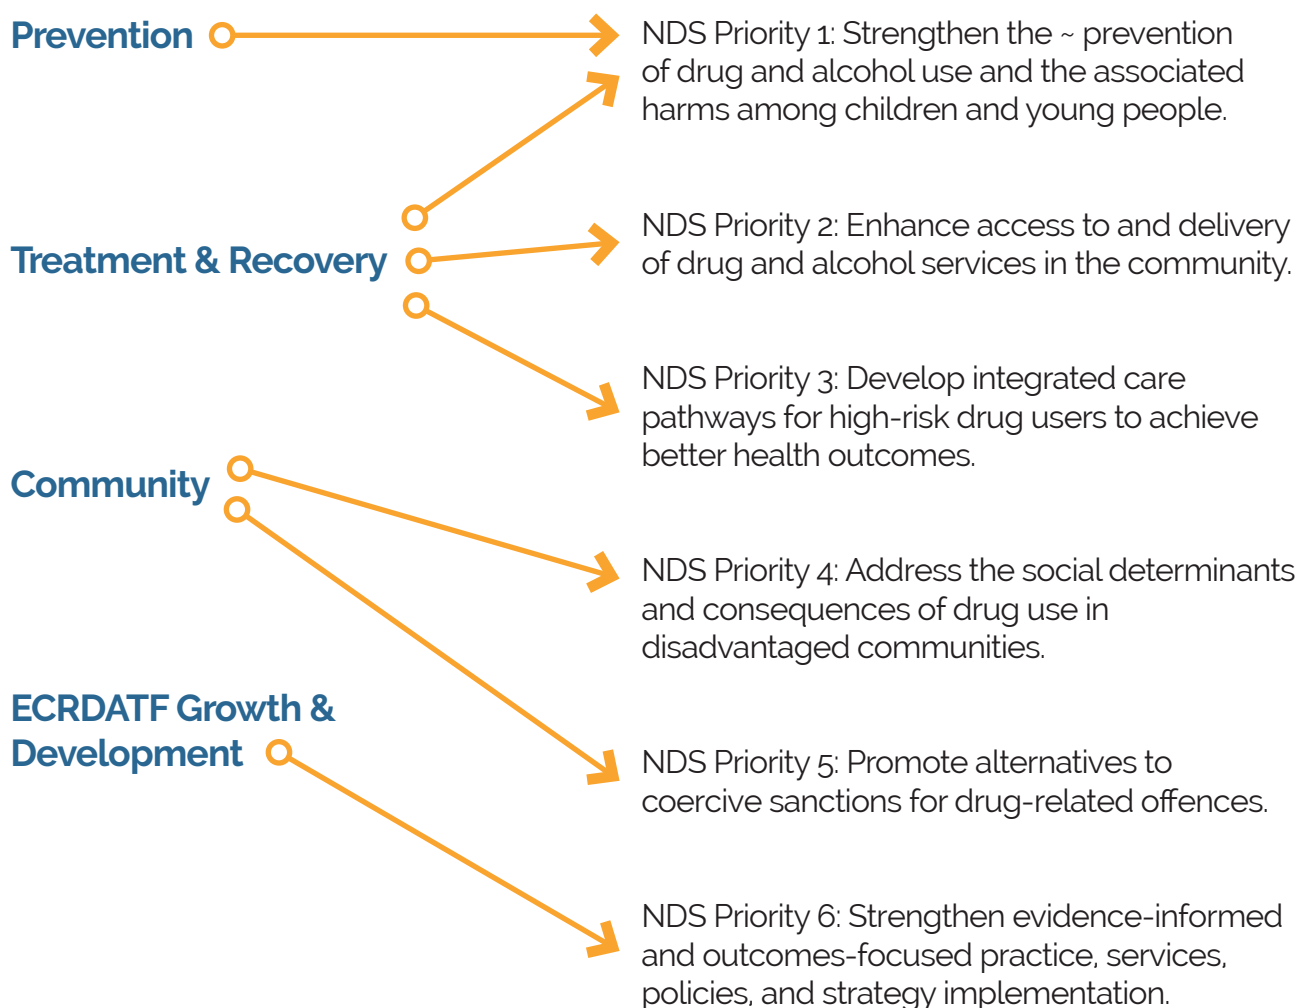 Prevention
NDS Priority 1: Strengthen the ~ prevention
of drug and alcohol use and the associated
harms among children and young people.
Treatment & Recovery
NDS Priority 2: Enhance access to and delivery
of drug and alcohol services in the community.
NDS Priority 3: Develop integrated care
pathways for high-risk drug users to achieve
better health outcomes.
Community
NDS Priority 4: Address the social determinants
and consequences of drug use in
disadvantaged communities.
ECRDATF Growth &
Development
NDS Priority 5: Promote alternatives to
coercive sanctions for drug-related offences.
NDS Priority 6: Strengthen evidence-informed
and outcomes-focused practice, services,
policies, and strategy implementation.